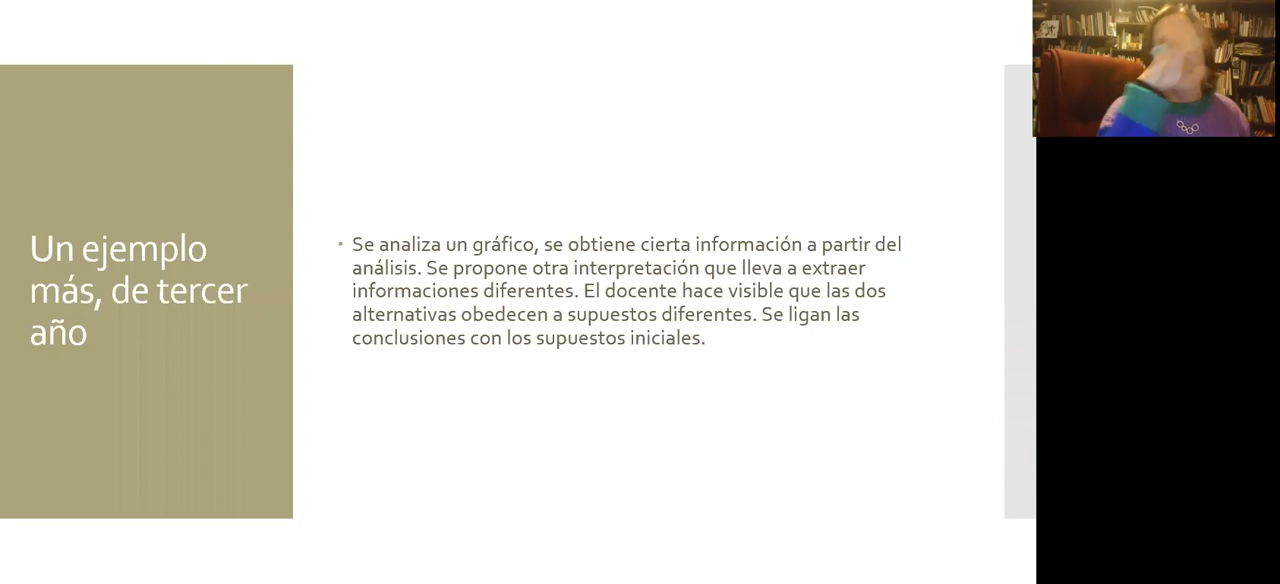 Un ejemplo
más, de tercer
año
• Se analiza un gráfico, se obtiene cierta información a partir del
análisis. Se propone otra interpretación que lleva a extraer
informaciones diferentes. El docente hace visible que las dos
alternativas obedecen a supuestos diferentes. Se ligan las
conclusiones con los supuestos iniciales.